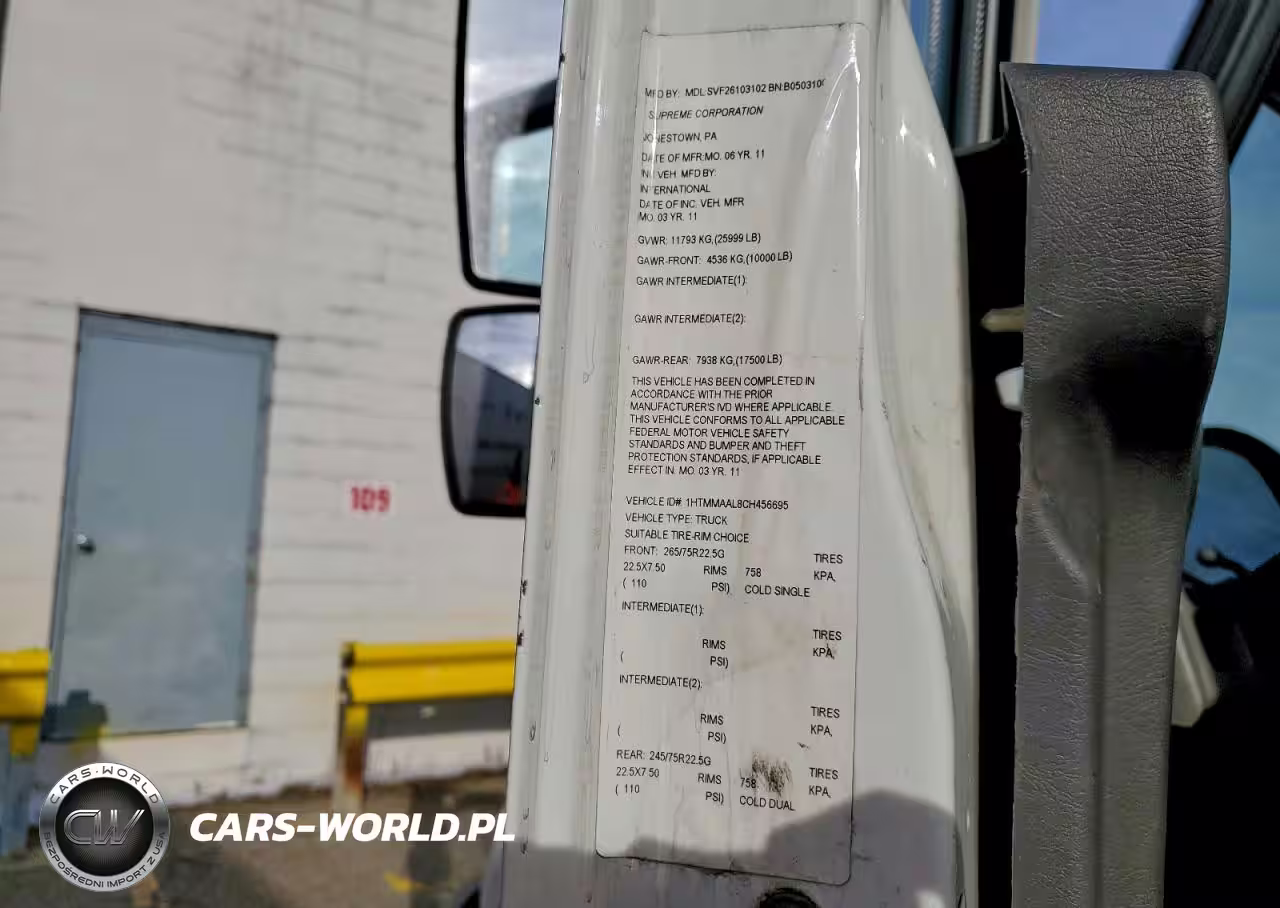 MFD BY: MDL SVF26103102 BN:B050310
SUPREME CORPORATION
JONESTOWN, PA
DATE OF MFR:MO. 06 YR. 11
INC VEH. MFD BY:
INTERNATIONAL
DATE OF INC. VEH. MFR
MO. 03 YR. 11
GVWR: 11793 KG,(25999 LB)
GAWR-FRONT: 4536 KG,(10000 LB)
GAWR INTERMEDIATE(1):
GAWR INTERMEDIATE(2):
GAWR-REAR: 7938 KG,(17500 LB)
THIS VEHICLE HAS BEEN COMPLETED IN
ACCORDANCE WITH THE PRIOR
MANUFACTURER'S IVD WHERE APPLICABLE.
THIS VEHICLE CONFORMS TO ALL APPLICABLE
FEDERAL MOTOR VEHICLE SAFETY
STANDARDS AND BUMPER AND THEFT
PROTECTION STANDARDS, IF APPLICABLE
EFFECT IN. MO. 03 YR. 11
VEHICLE ID# 1HTMMAAL8CH456695
VEHICLE TYPE: TRUCK
SUITABLE TIRE-RIM CHOICE
FRONT: 265/75R22.5G TIRES
22.5X7.50 RIMS 758 KPA,
( 110 PSI) COLD SINGLE
INTERMEDIATE(1):
TIRES
RIMS KPA,
( PSI)
INTERMEDIATE(2):
TIRES
RIMS KPA,
( PSI)
REAR: 245/75R22.5G TIRES
22.5X7.50 RIMS 758 KPA,
( 110 PSI) COLD DUAL
109
CARS-WORLD
CW
BEZPOŚREDNI IMPORT Z USA
CARS-WORLD.PL